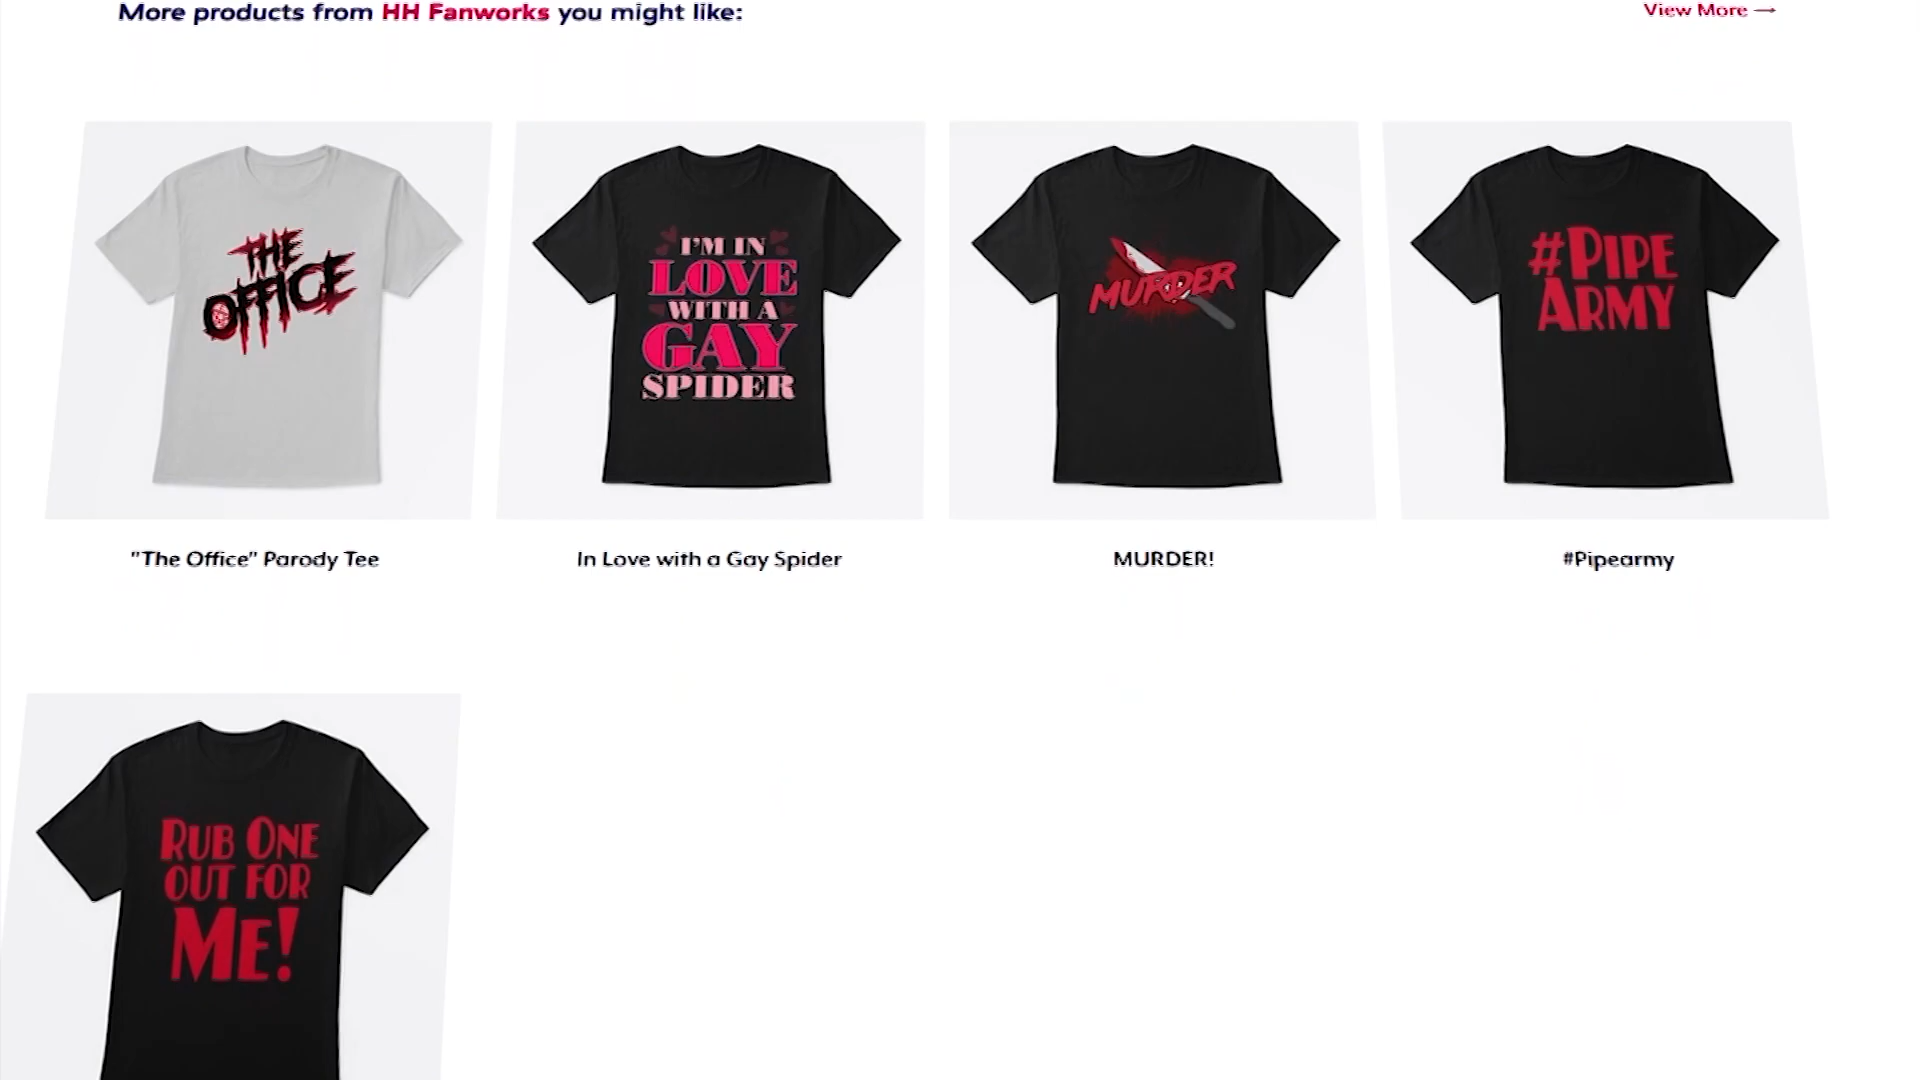 More products from HH Fanworks you might like:
View More →
THE
OFFICE
I'M IN
LOVE
WITH A
GAY
SPIDER
MURDER
#PIPE
ARMY
"The Office" Parody Tee
In Love with a Gay Spider
MURDER!
#Pipearmy
RUB ONE
OUT FOR
ME!